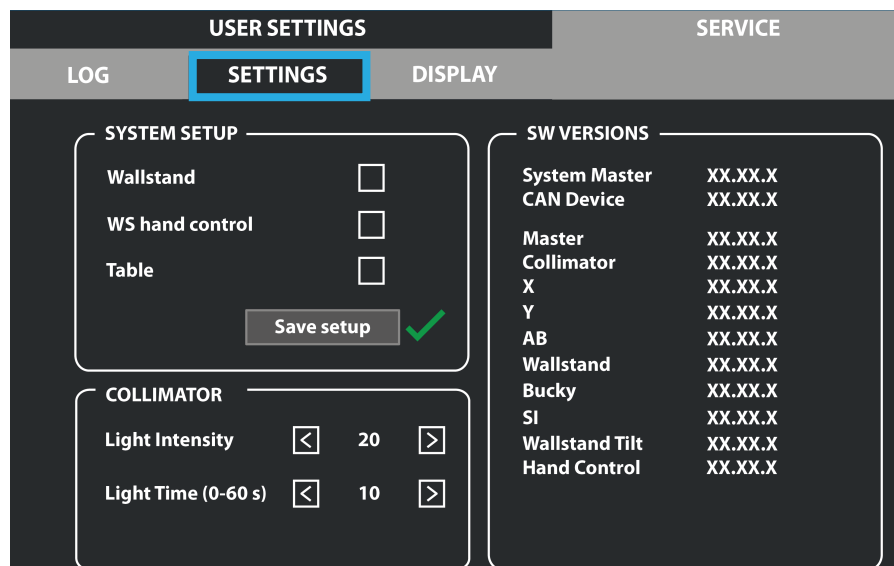 USER SETTINGS SERVICE
LOG SETTINGS DISPLAY
SYSTEM SETUP
Wallstand
WS hand control
Table
Save setup
COLLIMATOR
Light Intensity < 20 >
Light Time (0-60 s) < 10 >
SW VERSIONS
System Master XX.XX.X
CAN Device XX.XX.X
Master XX.XX.X
Collimator XX.XX.X
X XX.XX.X
Y XX.XX.X
AB XX.XX.X
Wallstand XX.XX.X
Bucky XX.XX.X
SI XX.XX.X
Wallstand Tilt XX.XX.X
Hand Control XX.XX.X